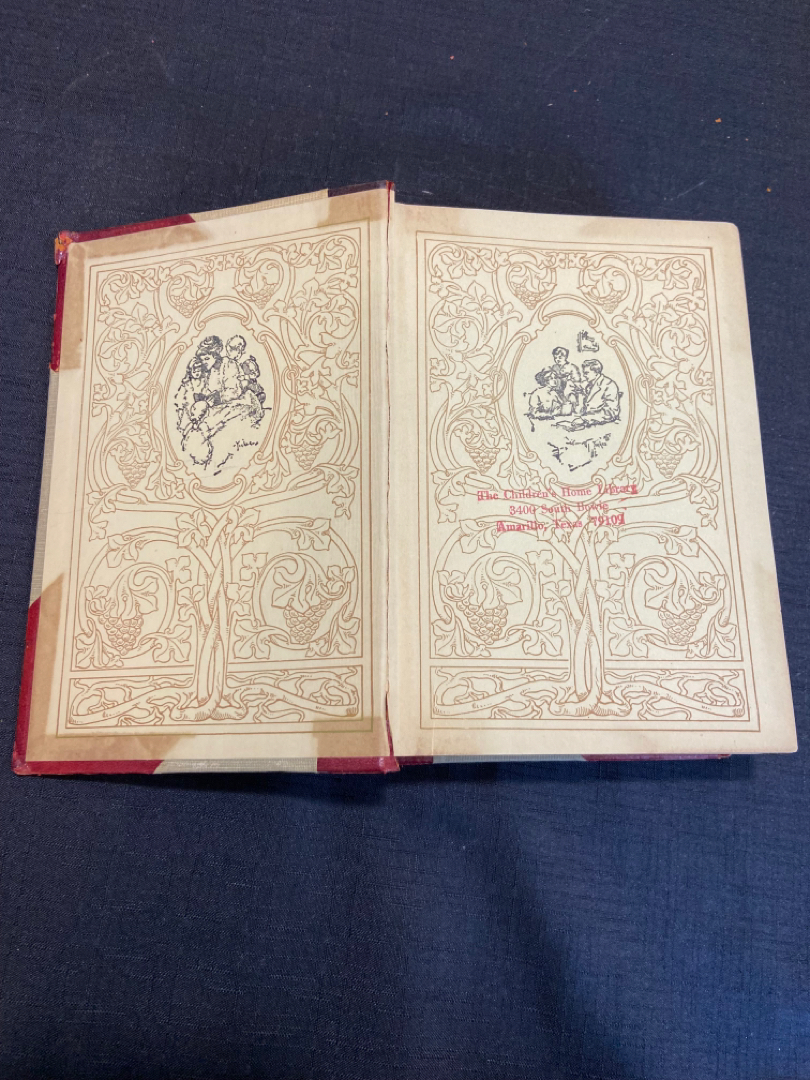 The Children's Home Library
3400 South Bowie
Amarillo, Texas 79109